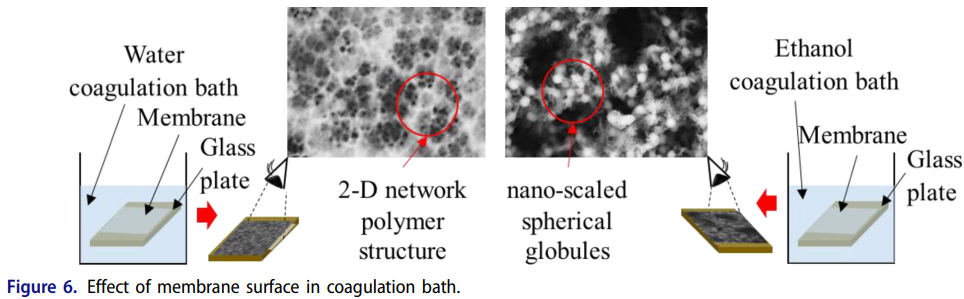 Water
coagulation bath
Membrane
Glass
plate
2-D network
polymer
structure
nano-scaled
spherical
globules
Ethanol
coagulation bath
Membrane
Glass
plate
Figure 6. Effect of membrane surface in coagulation bath.